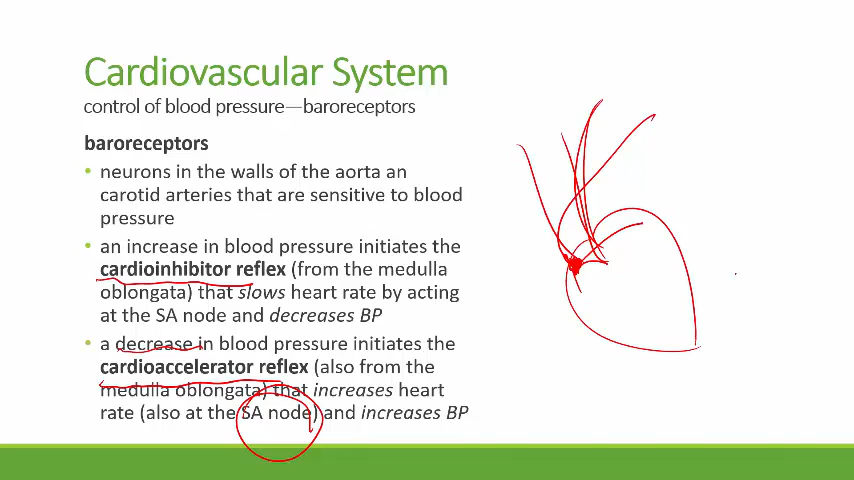 Cardiovascular System
control of blood pressure—baroreceptors
baroreceptors
• neurons in the walls of the aorta an
carotid arteries that are sensitive to blood
pressure
• an increase in blood pressure initiates the
cardioinhibitor reflex (from the medulla
oblongata) that slows heart rate by acting
at the SA node and decreases BP
• a decrease in blood pressure initiates the
cardioaccelerator reflex (also from the
medulla oblongata) that increases heart
rate (also at the SA node) and increases BP